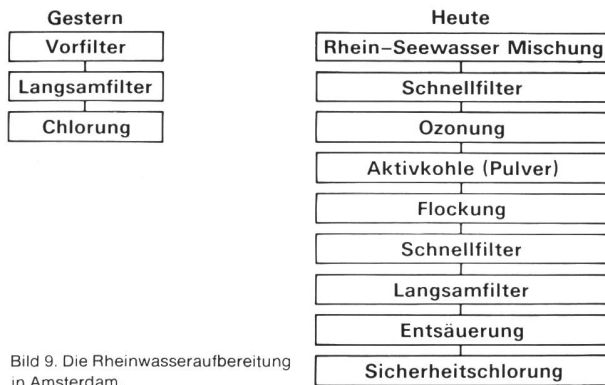 Gestern
Vorfilter
Langsamfilter
Chlorung
Heute
Rhein–Seewasser Mischung
Schnellfilter
Ozonung
Aktivkohle (Pulver)
Flockung
Schnellfilter
Langsamfilter
Entsäuerung
Sicherheitschlorung
Bild 9. Die Rheinwasseraufbereitung
in Amsterdam